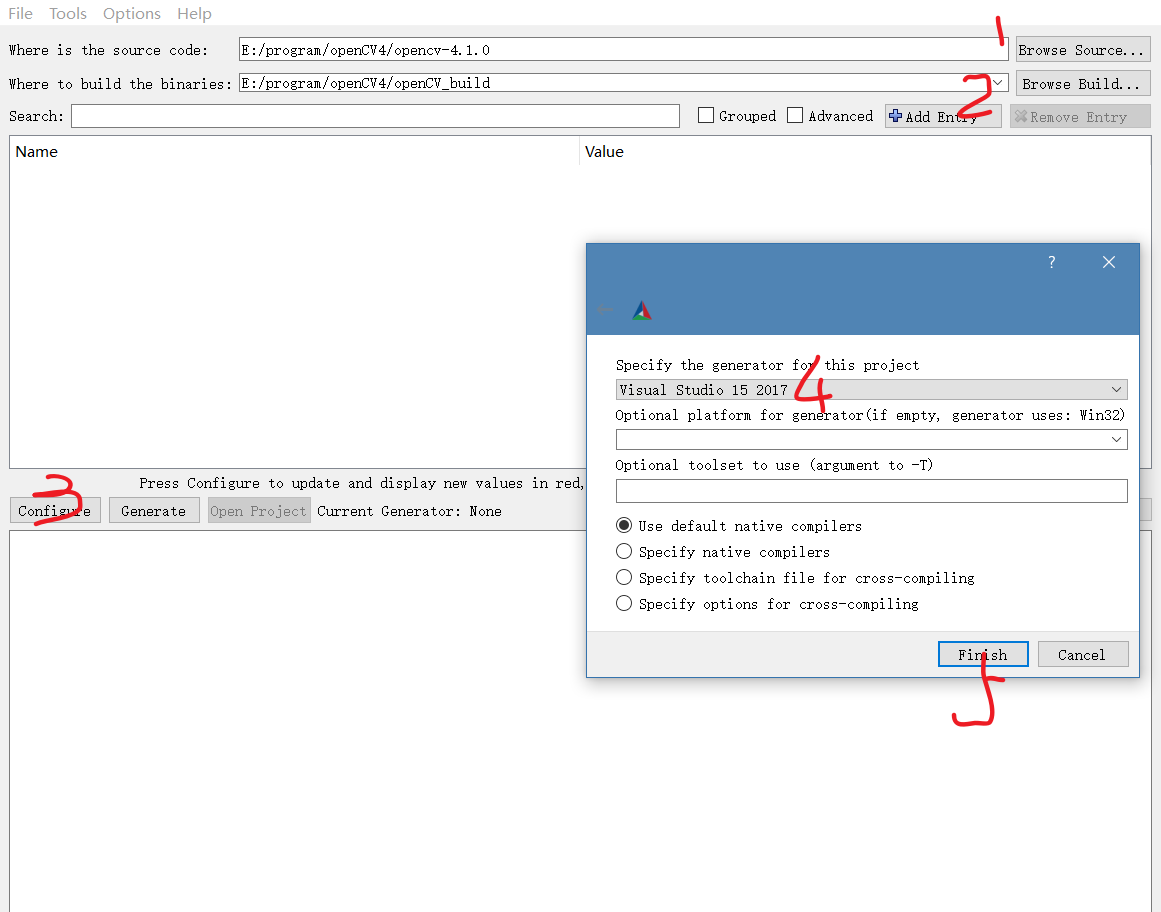 File Tools Options Help
Where is the source code: E:/program/openCV4/opencv-4.1.0 1 Browse Source...
Where to build the binaries: E:/program/openCV4/openCV_build 2 Browse Build...
Search: Grouped Advanced Add Entry Remove Entry
Name Value
?
Specify the generator for this project
Visual Studio 15 2017 4
Optional platform for generator(if empty, generator uses: Win32)
Optional toolset to use (argument to -T)
Press Configure to update and display new values in red,
3
Configure Generate Open Project Current Generator: None
Use default native compilers
Specify native compilers
Specify toolchain file for cross-compiling
Specify options for cross-compiling
Finish Cancel
5